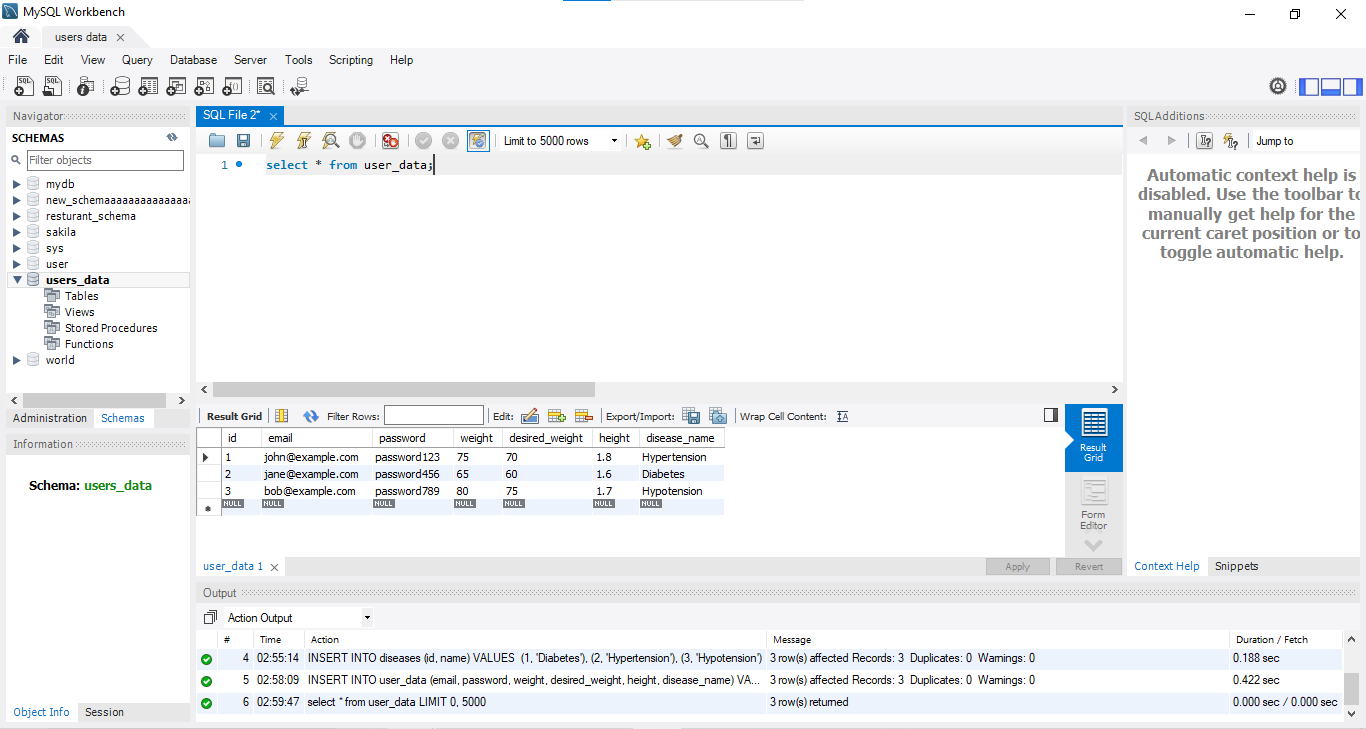 MySQL Workbench
users data
File Edit View Query Database Server Tools Scripting Help
Navigator
SCHEMAS
Filter objects
mydb
new_schemaaaaaaaaaaaaaaa
resturant_schema
sakila
sys
user
users_data
Tables
Views
Stored Procedures
Functions
world
Administration Schemas
Information
Schema: users_data
Object Info Session
SQL File 2*
Limit to 5000 rows
1 select * from user_data;
Result Grid Filter Rows: Edit: Export/Import: Wrap Cell Content:
id email password weight desired_weight height disease_name
1 john@example.com password123 75 70 1.8 Hypertension
2 jane@example.com password456 65 60 1.6 Diabetes
3 bob@example.com password789 80 75 1.7 Hypotension
NULL NULL NULL NULL NULL NULL NULL
Result
Grid
Form
Editor
user_data 1
Apply Revert
Output
Action Output
# Time Action Message Duration / Fetch
4 02:55:14 INSERT INTO diseases (id, name) VALUES (1, 'Diabetes'), (2, 'Hypertension'), (3, 'Hypotension') 3 row(s) affected Records: 3 Duplicates: 0 Warnings: 0 0.188 sec
5 02:58:09 INSERT INTO user_data (email, password, weight, desired_weight, height, disease_name) VA... 3 row(s) affected Records: 3 Duplicates: 0 Warnings: 0 0.422 sec
6 02:59:47 select * from user_data LIMIT 0, 5000 3 row(s) returned 0.000 sec / 0.000 sec
SQLAdditions
Jump to
Automatic context help is
disabled. Use the toolbar to
manually get help for the
current caret position or to
toggle automatic help.
Context Help Snippets